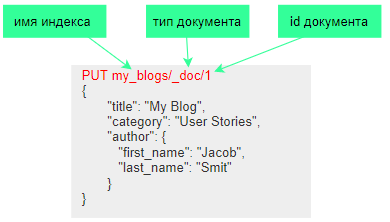 имя индекса
тип документа
id документа
PUT my_blogs/_doc/1
{
"title": "My Blog",
"category": "User Stories",
"author": {
"first_name": "Jacob",
"last_name": "Smit"
}
}